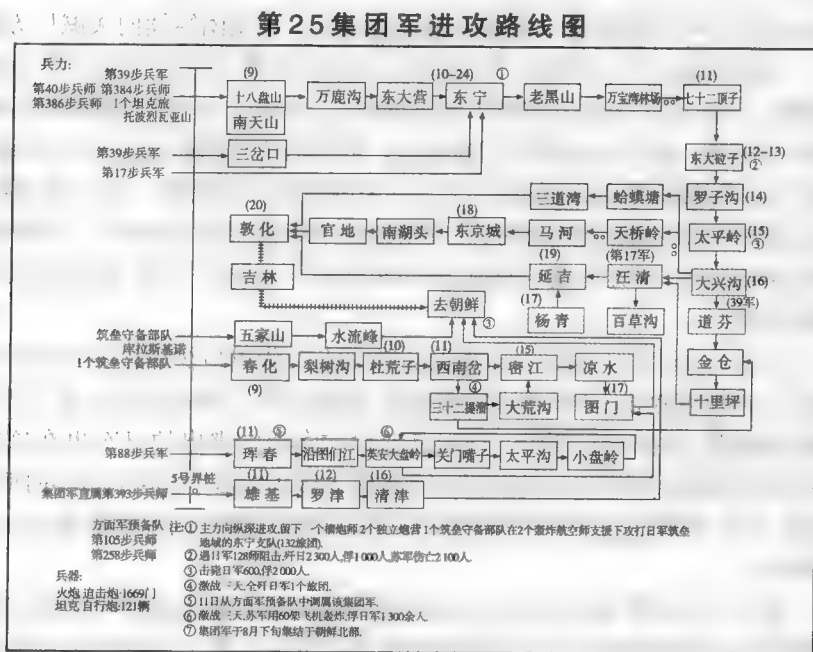 第25集团军进攻路线图
兵力:
第39步兵军
第40步兵师 第384步兵师
第386步兵师 1个坦克旅
托波烈瓦亚山
(9) (10-24) ① (11)
十八盘山 万鹿沟 东大营 东宁 老黑山 万宝湾林场 七十二顶子
南天山
第39步兵军 三岔口
第17步兵军
东大砬子 (12-13) ②
三道湾 蛤蟆塘 罗子沟 (14)
(20) (18)
敦化 官地 南湖头 东京城 马河 天桥岭 太平岭 (15) ③
(19) (第17军)
吉林 延吉 汪清 大兴沟 (16)
(39军)
去朝鲜 ③ (17) 杨青 百草沟 道芬
筑垒守备部队 五家山 水流峰
库拉斯基诺
(10) (11) (15) 金仓
1个筑垒守备部队 春化 梨树沟 杜荒子 西南岔 密江 凉水
(9) ④ (17)
三十二堤溜 大荒沟 图门 十里坪
(11) ⑤ ⑥
第88步兵军 珲春 沿图们江 英安大盘岭 关门嘴子 太平沟 小盘岭
5号界桩
(11) (12) (16)
集团军直属第393步兵师 雄基 罗津 清津
方面军预备队
第105步兵师
第258步兵师
兵器:
火炮 迫击炮:1669门
坦克 自行炮:121辆
注:① 主方向纵深进攻,留下一个榴炮师2个独立炮营1个筑垒守备部队在2个轰炸航空师支援下攻打日军筑垒
地域的东宁支队(132旅团).
② 遇日军128师阻击,歼日2300人,俘1000人,苏军伤亡2100人.
③ 击毙日军600,俘2000人.
④ 激战三天,全歼日军1个旅团.
⑤ 11日从方面军预备队中调属该集团军.
⑥ 激战三天,苏军用60架飞机轰炸,俘日军1300余人.
⑦ 集团军于8月下旬集结于朝鲜北部.